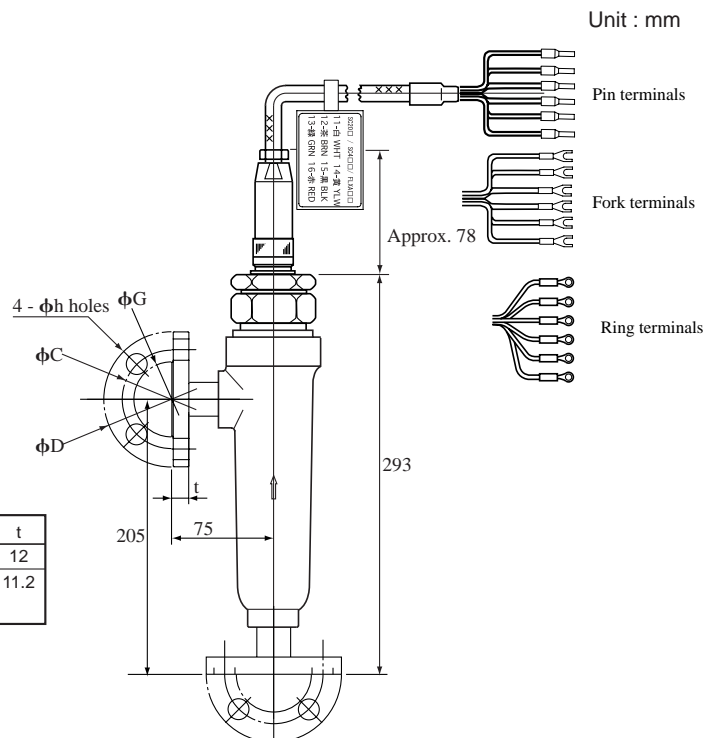 Unit : mm
Pin terminals
SC4□□ / FLXA□□
11-白 WHT 14-黄 YLW
12-茶 BRN 15-黒 BLK
13-緑 GRN 16-赤 RED
Fork terminals
Approx. 78
ϕG
4 - ϕh holes
Ring terminals
ϕC
ϕD
293
t
205
75
t
12
11.2